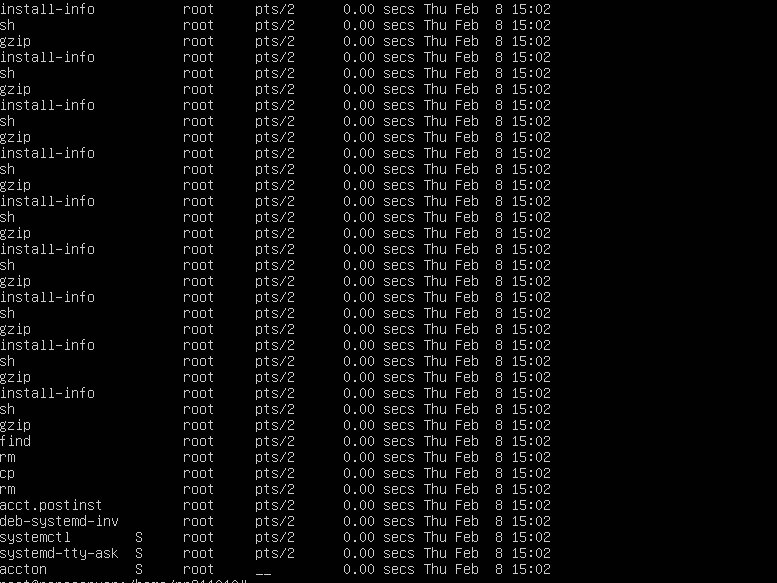 install-info root pts/2 0.00 secs Thu Feb 8 15:02
sh root pts/2 0.00 secs Thu Feb 8 15:02
gzip root pts/2 0.00 secs Thu Feb 8 15:02
install-info root pts/2 0.00 secs Thu Feb 8 15:02
sh root pts/2 0.00 secs Thu Feb 8 15:02
gzip root pts/2 0.00 secs Thu Feb 8 15:02
install-info root pts/2 0.00 secs Thu Feb 8 15:02
sh root pts/2 0.00 secs Thu Feb 8 15:02
gzip root pts/2 0.00 secs Thu Feb 8 15:02
install-info root pts/2 0.00 secs Thu Feb 8 15:02
sh root pts/2 0.00 secs Thu Feb 8 15:02
gzip root pts/2 0.00 secs Thu Feb 8 15:02
install-info root pts/2 0.00 secs Thu Feb 8 15:02
sh root pts/2 0.00 secs Thu Feb 8 15:02
gzip root pts/2 0.00 secs Thu Feb 8 15:02
install-info root pts/2 0.00 secs Thu Feb 8 15:02
sh root pts/2 0.00 secs Thu Feb 8 15:02
gzip root pts/2 0.00 secs Thu Feb 8 15:02
install-info root pts/2 0.00 secs Thu Feb 8 15:02
sh root pts/2 0.00 secs Thu Feb 8 15:02
gzip root pts/2 0.00 secs Thu Feb 8 15:02
install-info root pts/2 0.00 secs Thu Feb 8 15:02
sh root pts/2 0.00 secs Thu Feb 8 15:02
gzip root pts/2 0.00 secs Thu Feb 8 15:02
install-info root pts/2 0.00 secs Thu Feb 8 15:02
sh root pts/2 0.00 secs Thu Feb 8 15:02
gzip root pts/2 0.00 secs Thu Feb 8 15:02
find root pts/2 0.00 secs Thu Feb 8 15:02
rm root pts/2 0.00 secs Thu Feb 8 15:02
cp root pts/2 0.00 secs Thu Feb 8 15:02
rm root pts/2 0.00 secs Thu Feb 8 15:02
acct.postinst root pts/2 0.00 secs Thu Feb 8 15:02
deb-systemd-inv root pts/2 0.00 secs Thu Feb 8 15:02
systemctl S root pts/2 0.00 secs Thu Feb 8 15:02
systemd-tty-ask S root pts/2 0.00 secs Thu Feb 8 15:02
accton S root __ 0.00 secs Thu Feb 8 15:02